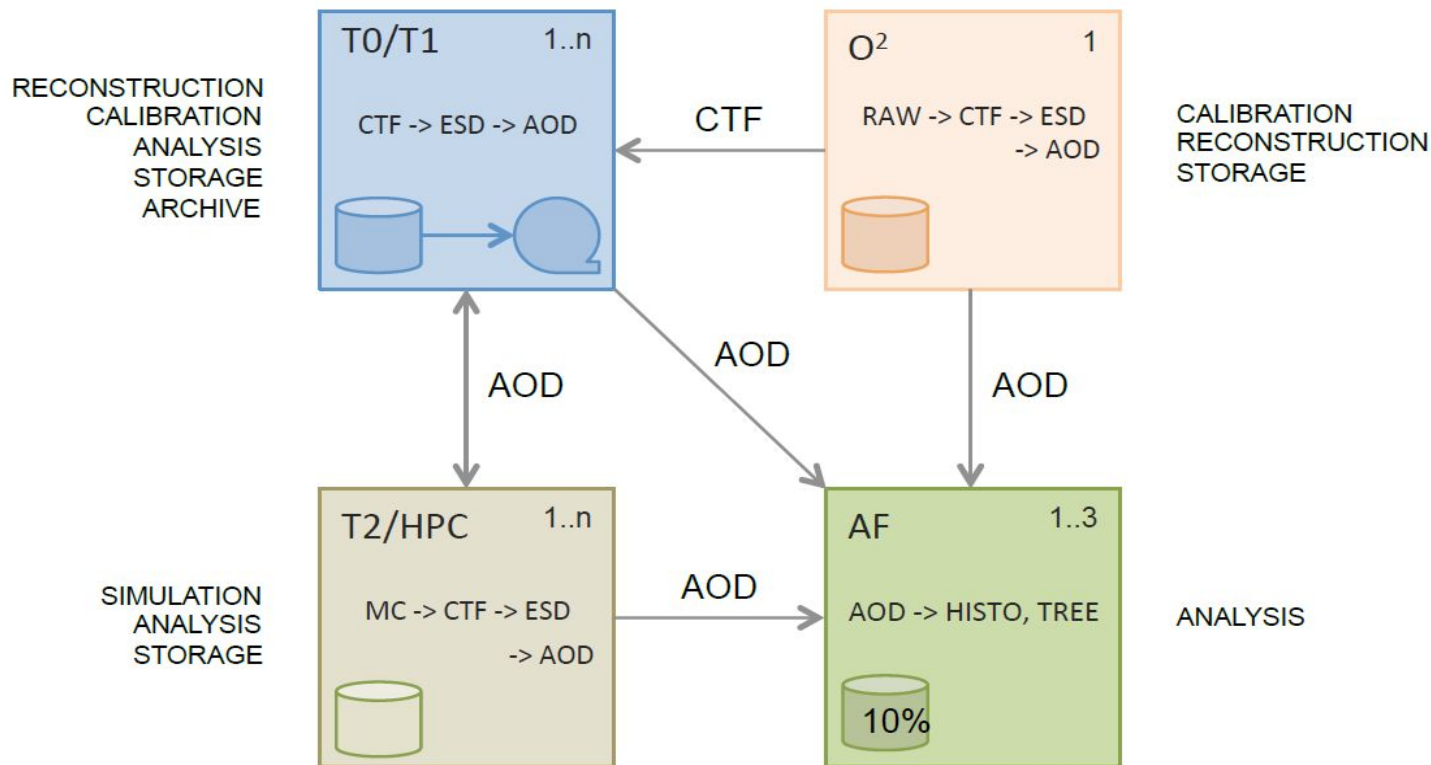 T0/T1 1..n
CTF -> ESD -> AOD
RECONSTRUCTION
CALIBRATION
ANALYSIS
STORAGE
ARCHIVE
CTF
O² 1
RAW -> CTF -> ESD
-> AOD
CALIBRATION
RECONSTRUCTION
STORAGE
AOD
AOD
AOD
T2/HPC 1..n
MC -> CTF -> ESD
-> AOD
SIMULATION
ANALYSIS
STORAGE
AOD
AF 1..3
AOD -> HISTO, TREE
10%
ANALYSIS